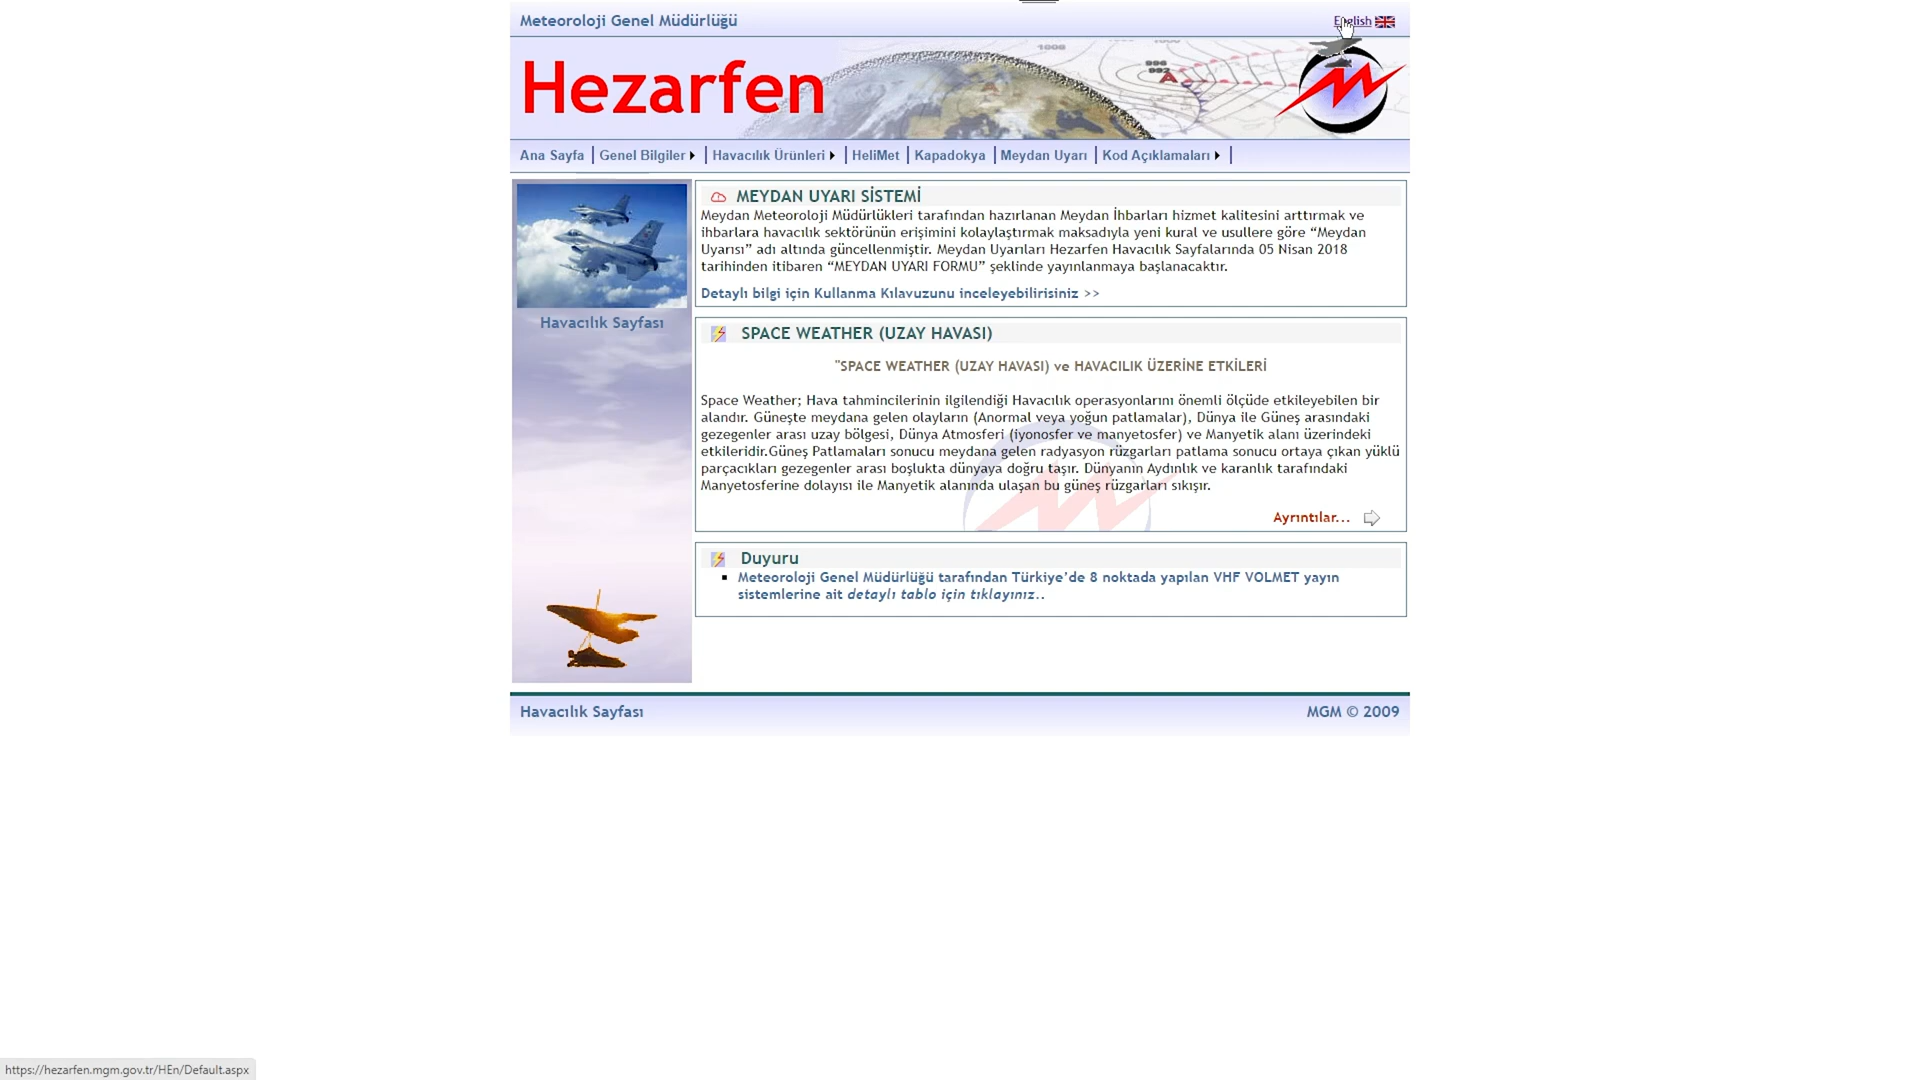 Meteoroloji Genel Müdürlüğü
English
1008
996
992
A
Hezarfen
Ana Sayfa
Genel Bilgiler
Havacılık Ürünleri
HeliMet
Kapadokya
Meydan Uyarı
Kod Açıklamaları
Havacılık Sayfası
MEYDAN UYARI SİSTEMİ
Meydan Meteoroloji Müdürlükleri tarafından hazırlanan Meydan İhbarları hizmet kalitesini arttırmak ve
ihbarlara havacılık sektörünün erişimini kolaylaştırmak maksadıyla yeni kural ve usullere göre “Meydan
Uyarısı” adı altında güncellenmiştir. Meydan Uyarıları Hezarfen Havacılık Sayfalarında 05 Nisan 2018
tarihinden itibaren “MEYDAN UYARI FORMU” şeklinde yayınlanmaya başlanacaktır.
Detaylı bilgi için Kullanma Kılavuzunu inceleyebilirisiniz >>
SPACE WEATHER (UZAY HAVASI)
"SPACE WEATHER (UZAY HAVASI) ve HAVACILIK ÜZERİNE ETKİLERİ
Space Weather; Hava tahmincilerinin ilgilendiği Havacılık operasyonlarını önemli ölçüde etkileyebilen bir
alandır. Güneşte meydana gelen olayların (Anormal veya yoğun patlamalar), Dünya ile Güneş arasındaki
gezegenler arası uzay bölgesi, Dünya Atmosferi (iyonosfer ve manyetosfer) ve Manyetik alanı üzerindeki
etkileridir.Güneş Patlamaları sonucu meydana gelen radyasyon rüzgarları patlama sonucu ortaya çıkan yüklü
parçacıkları gezegenler arası boşlukta dünyaya doğru taşır. Dünyanın Aydınlık ve karanlık tarafındaki
Manyetosferine dolayısı ile Manyetik alanında ulaşan bu güneş rüzgarları sıkışır.
Ayrıntılar...
Duyuru
Meteoroloji Genel Müdürlüğü tarafından Türkiye’de 8 noktada yapılan VHF VOLMET yayın
sistemlerine ait detaylı tablo için tıklayınız..
Havacılık Sayfası
MGM © 2009
https://hezarfen.mgm.gov.tr/HEn/Default.aspx